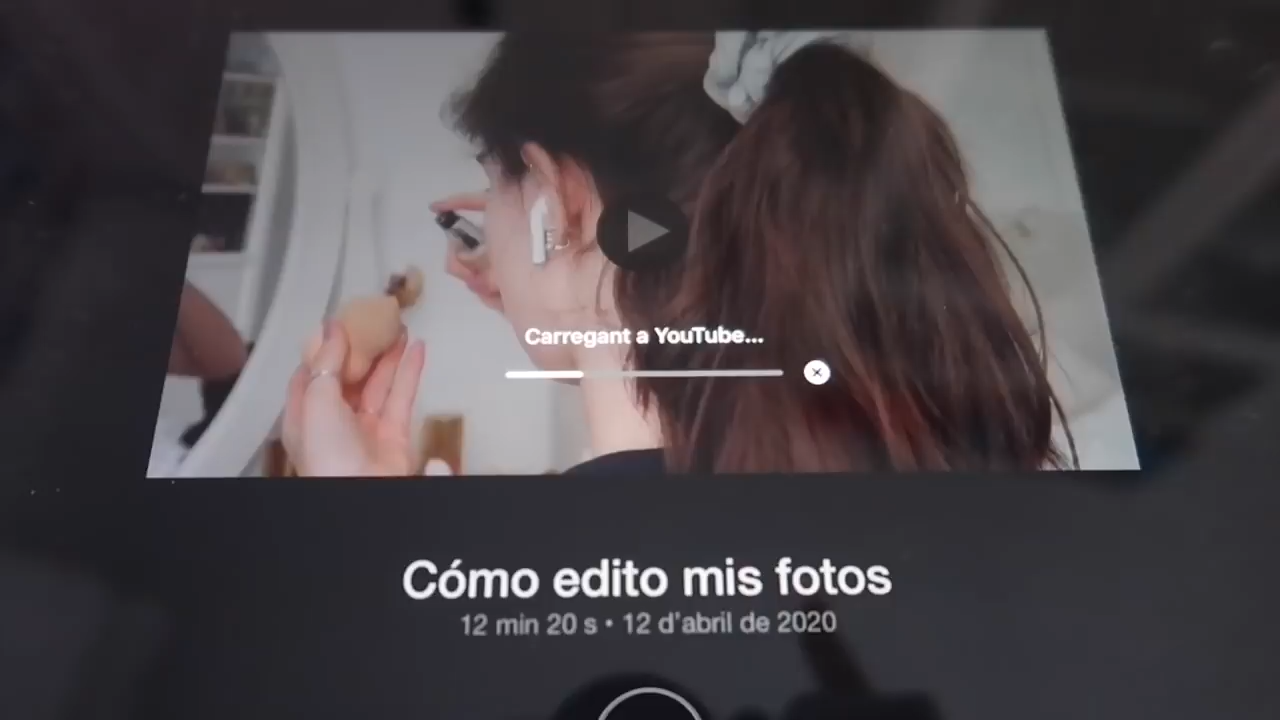 Carregant a YouTube...
Cómo edito mis fotos
12 min 20 s • 12 d'abril de 2020